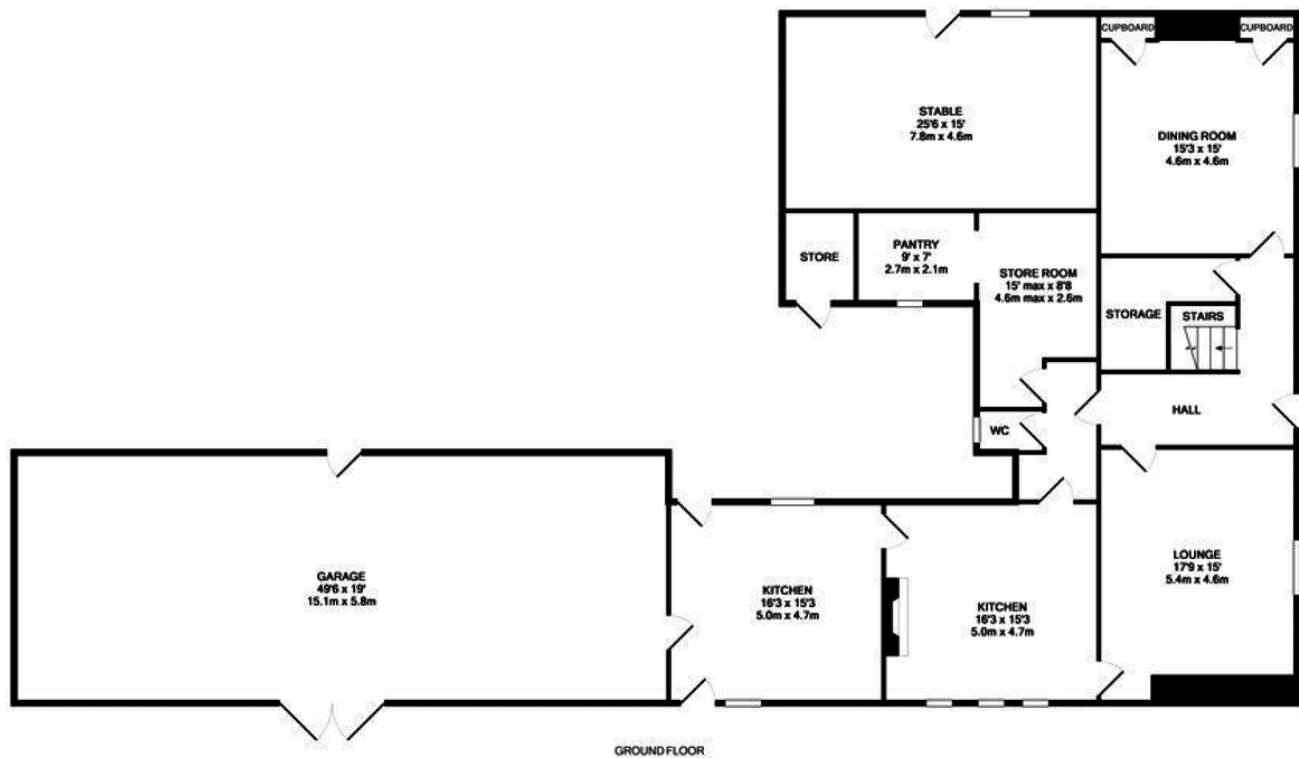 CUPBOARD
CUPBOARD
STABLE
25'6 x 15'
7.8m x 4.6m
DINING ROOM
15'3 x 15'
4.6m x 4.6m
STORE
PANTRY
9' x 7'
2.7m x 2.1m
STORE ROOM
15' max x 8'8
4.6m max x 2.6m
STORAGE
STAIRS
HALL
WC
GARAGE
49'6 x 19'
15.1m x 5.8m
KITCHEN
16'3 x 15'3
5.0m x 4.7m
KITCHEN
16'3 x 15'3
5.0m x 4.7m
LOUNGE
17'9 x 15'
5.4m x 4.6m
GROUND FLOOR